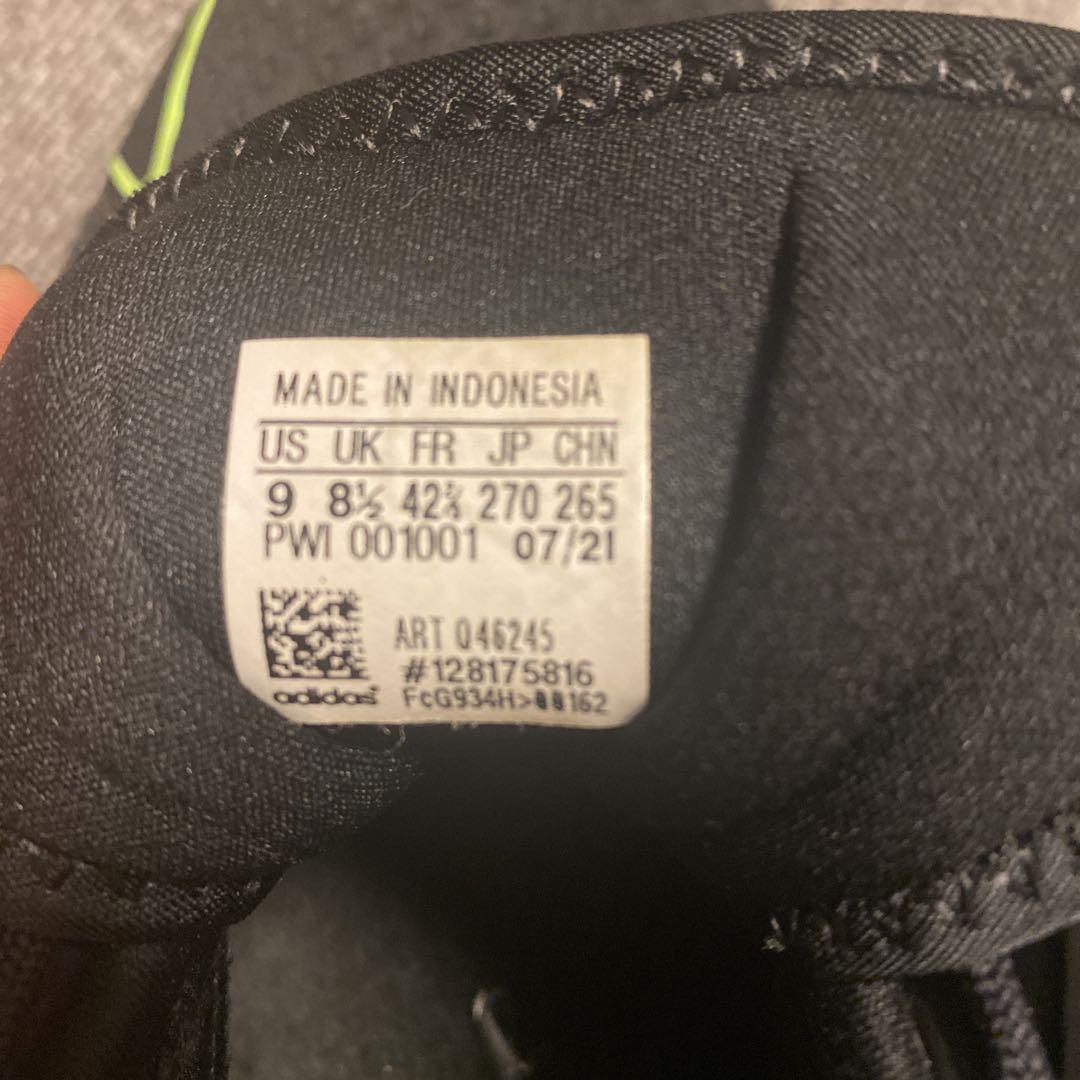 MADE IN INDONESIA
US UK FR JP CHN
9 8½ 42⅔ 270 265
PWI 001001 07/21
ART Q46245
#128175816
adidas FcG934H>00162